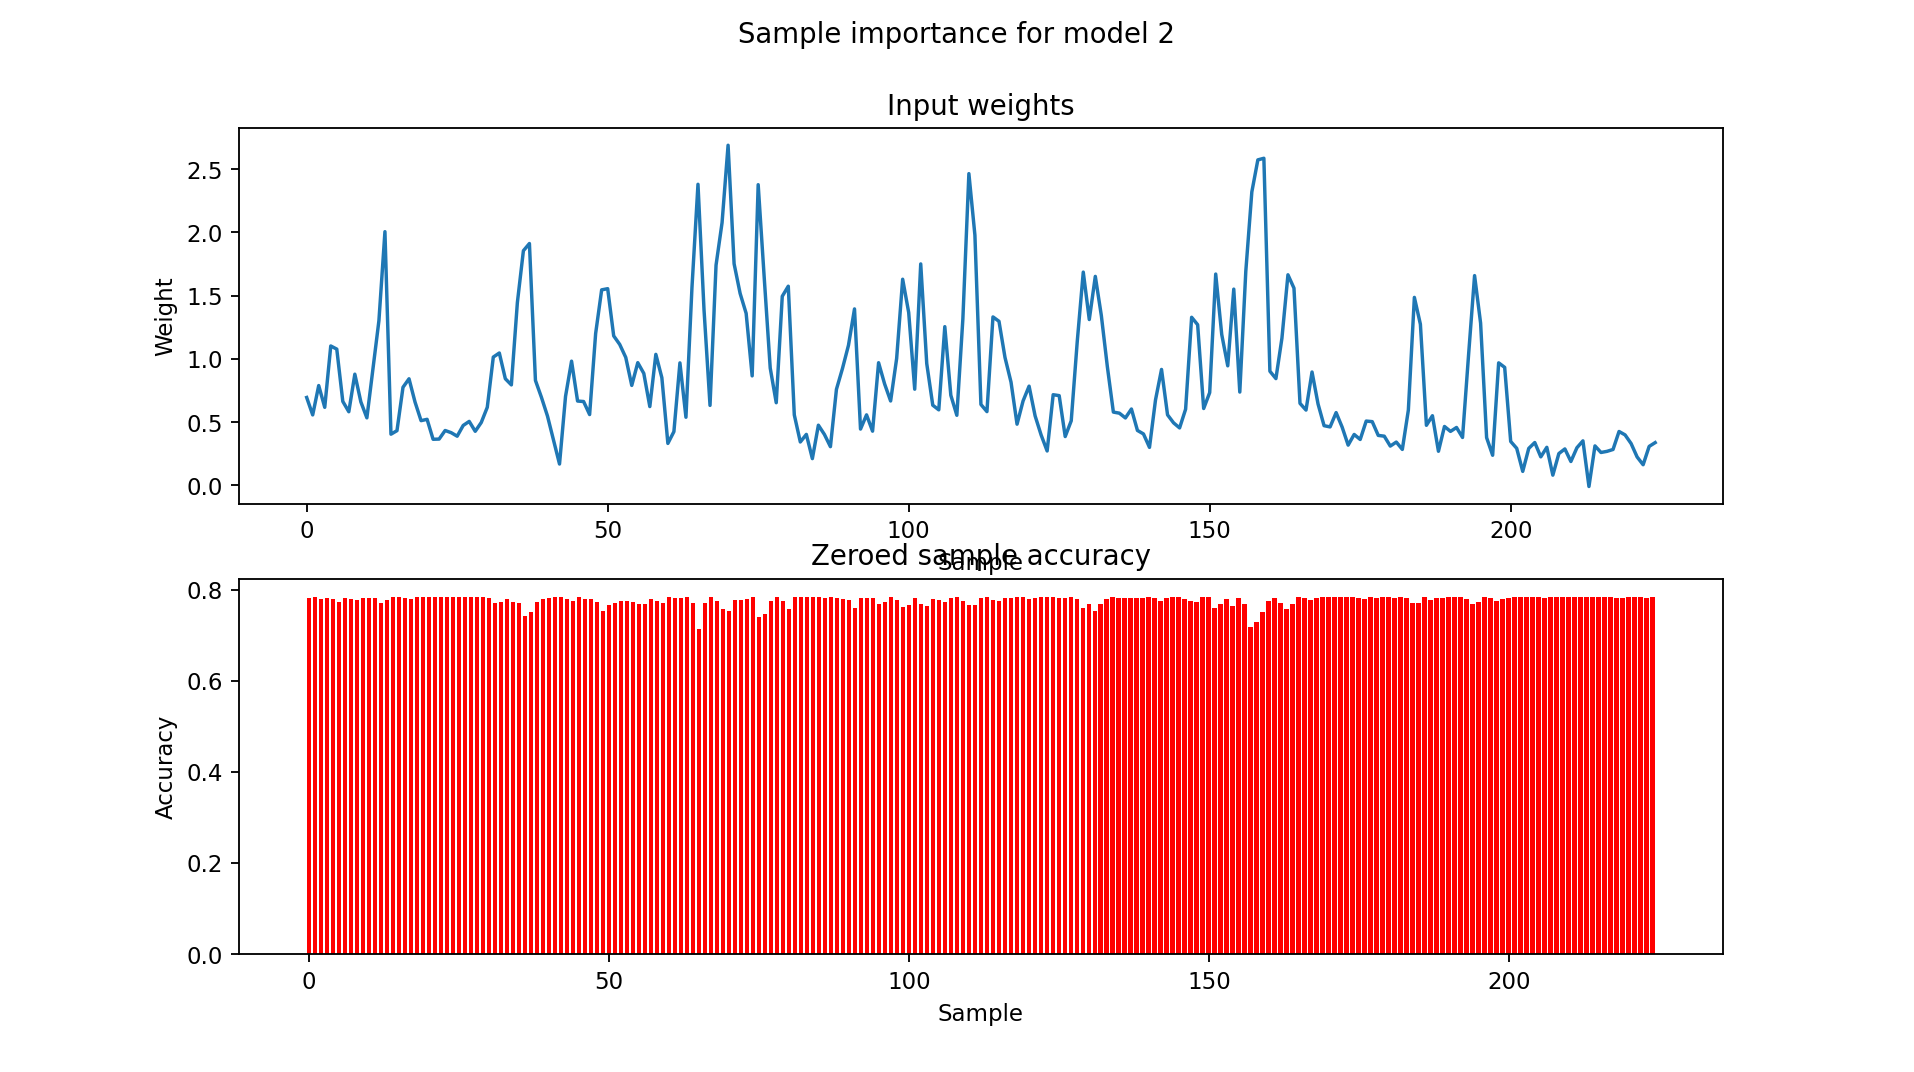 Sample importance for model 2
Input weights
Weight
2.5
2.0
1.5
1.0
0.5
0.0
0 50 100 150 200
Sample
Zeroed sample accuracy
Accuracy
0.8
0.6
0.4
0.2
0.0
0 50 100 150 200
Sample